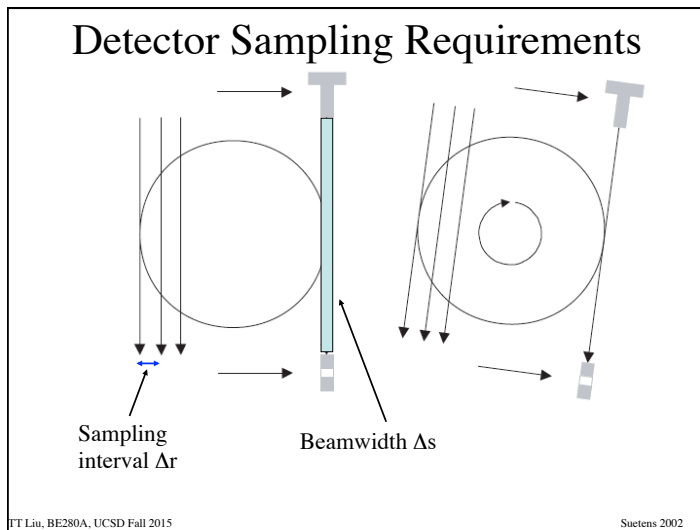 Detector Sampling Requirements
Sampling
interval Δr
Beamwidth Δs
TT Liu, BE280A, UCSD Fall 2015
Suetens 2002